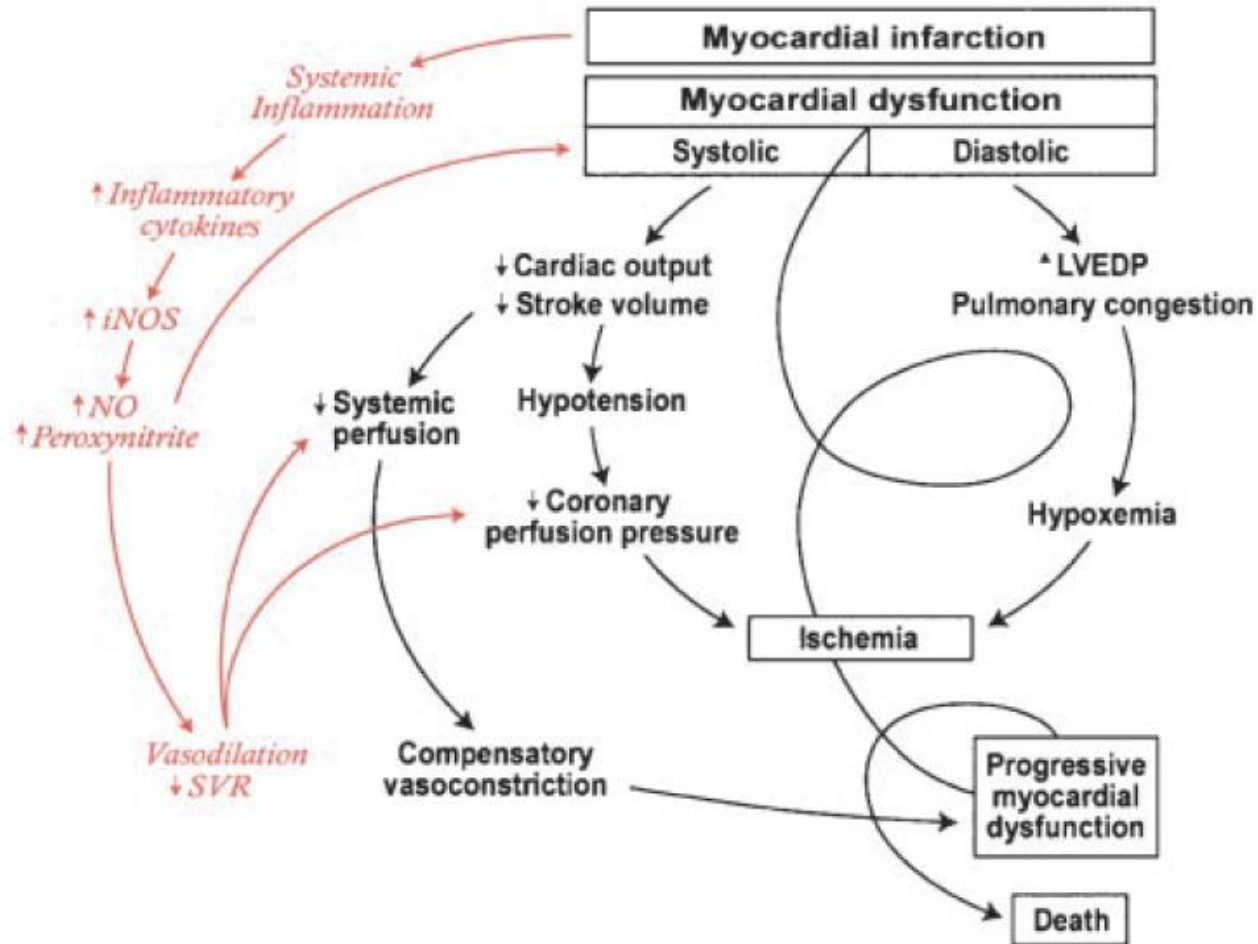 Myocardial infarction
Systemic
Inflammation
Myocardial dysfunction
Systolic
Diastolic
↑Inflammatory
cytokines
↓Cardiac output
↓Stroke volume
▲LVEDP
Pulmonary congestion
↑iNOS
↑NO
↑Peroxynitrite
↓Systemic
perfusion
Hypotension
↓Coronary
perfusion pressure
Hypoxemia
Ischemia
Vasodilation
↓SVR
Compensatory
vasoconstriction
Progressive
myocardial
dysfunction
Death